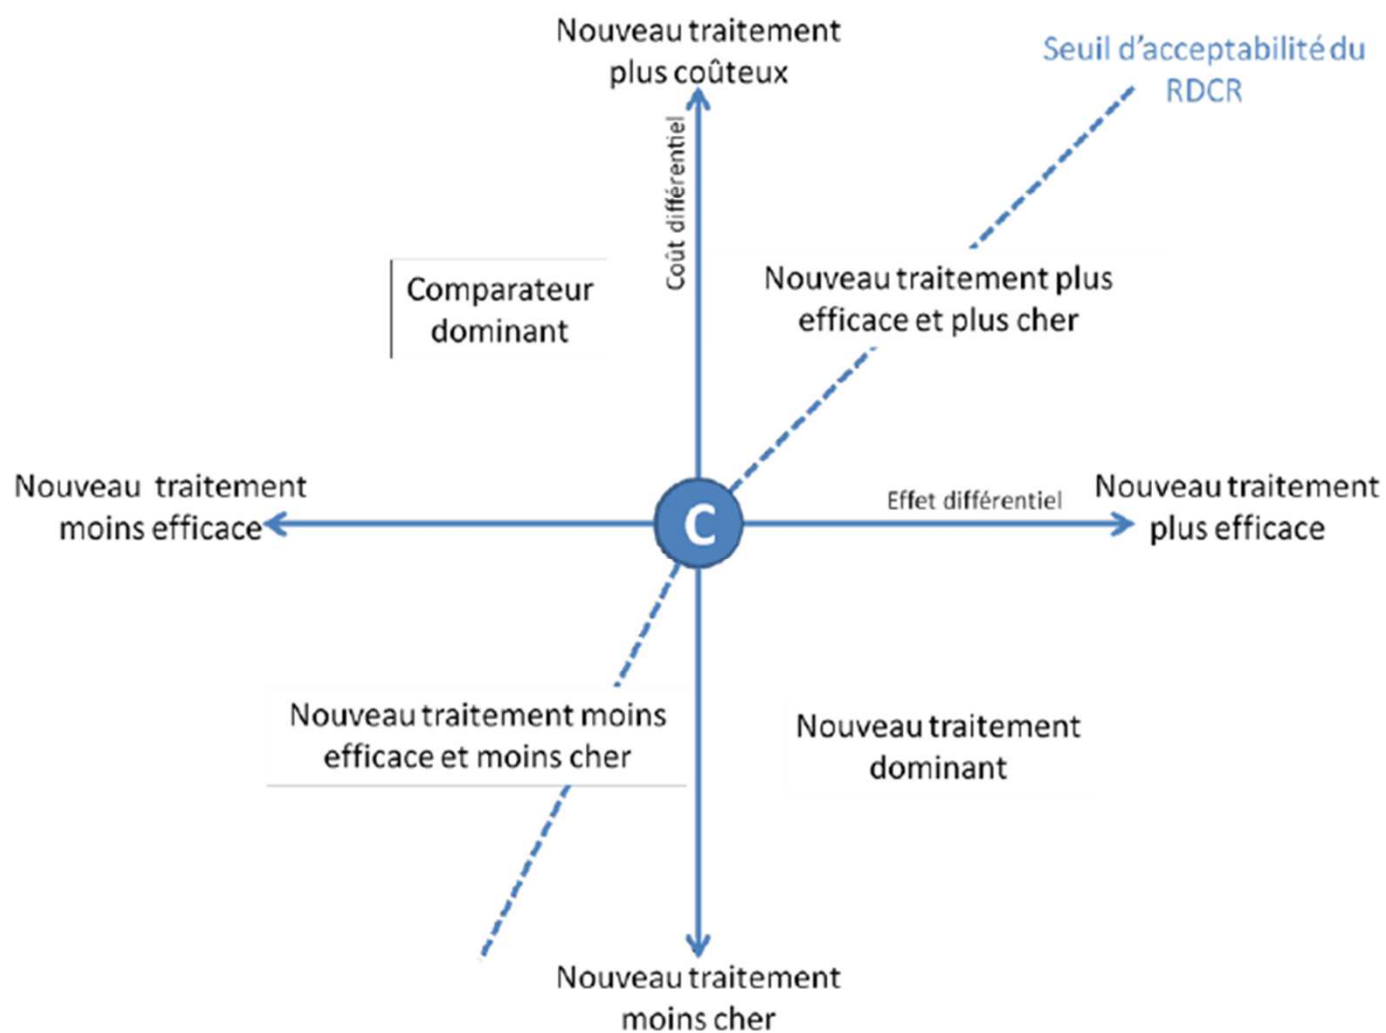 Nouveau traitement
plus coûteux
Seuil d'acceptabilité du
RDCR
Coût différentiel
Comparateur
dominant
Nouveau traitement plus
efficace et plus cher
Nouveau traitement
moins efficace
C
Effet différentiel
Nouveau traitement
plus efficace
Nouveau traitement moins
efficace et moins cher
Nouveau traitement
dominant
Nouveau traitement
moins cher